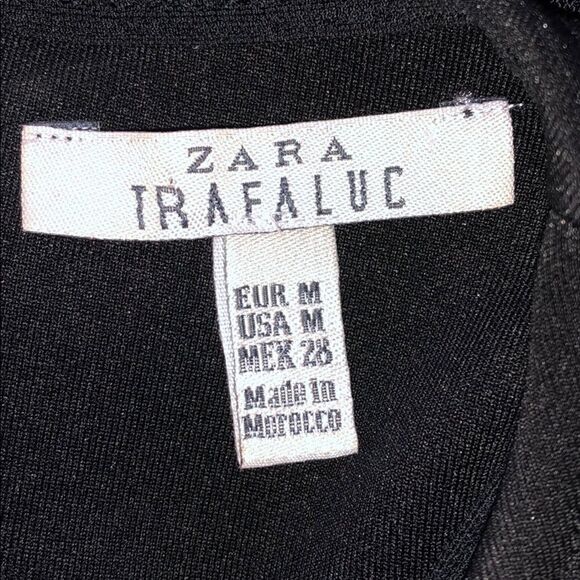 ZARA
TRAFALUC
EUR M
USA M
MEX 28
Made in
Morocco